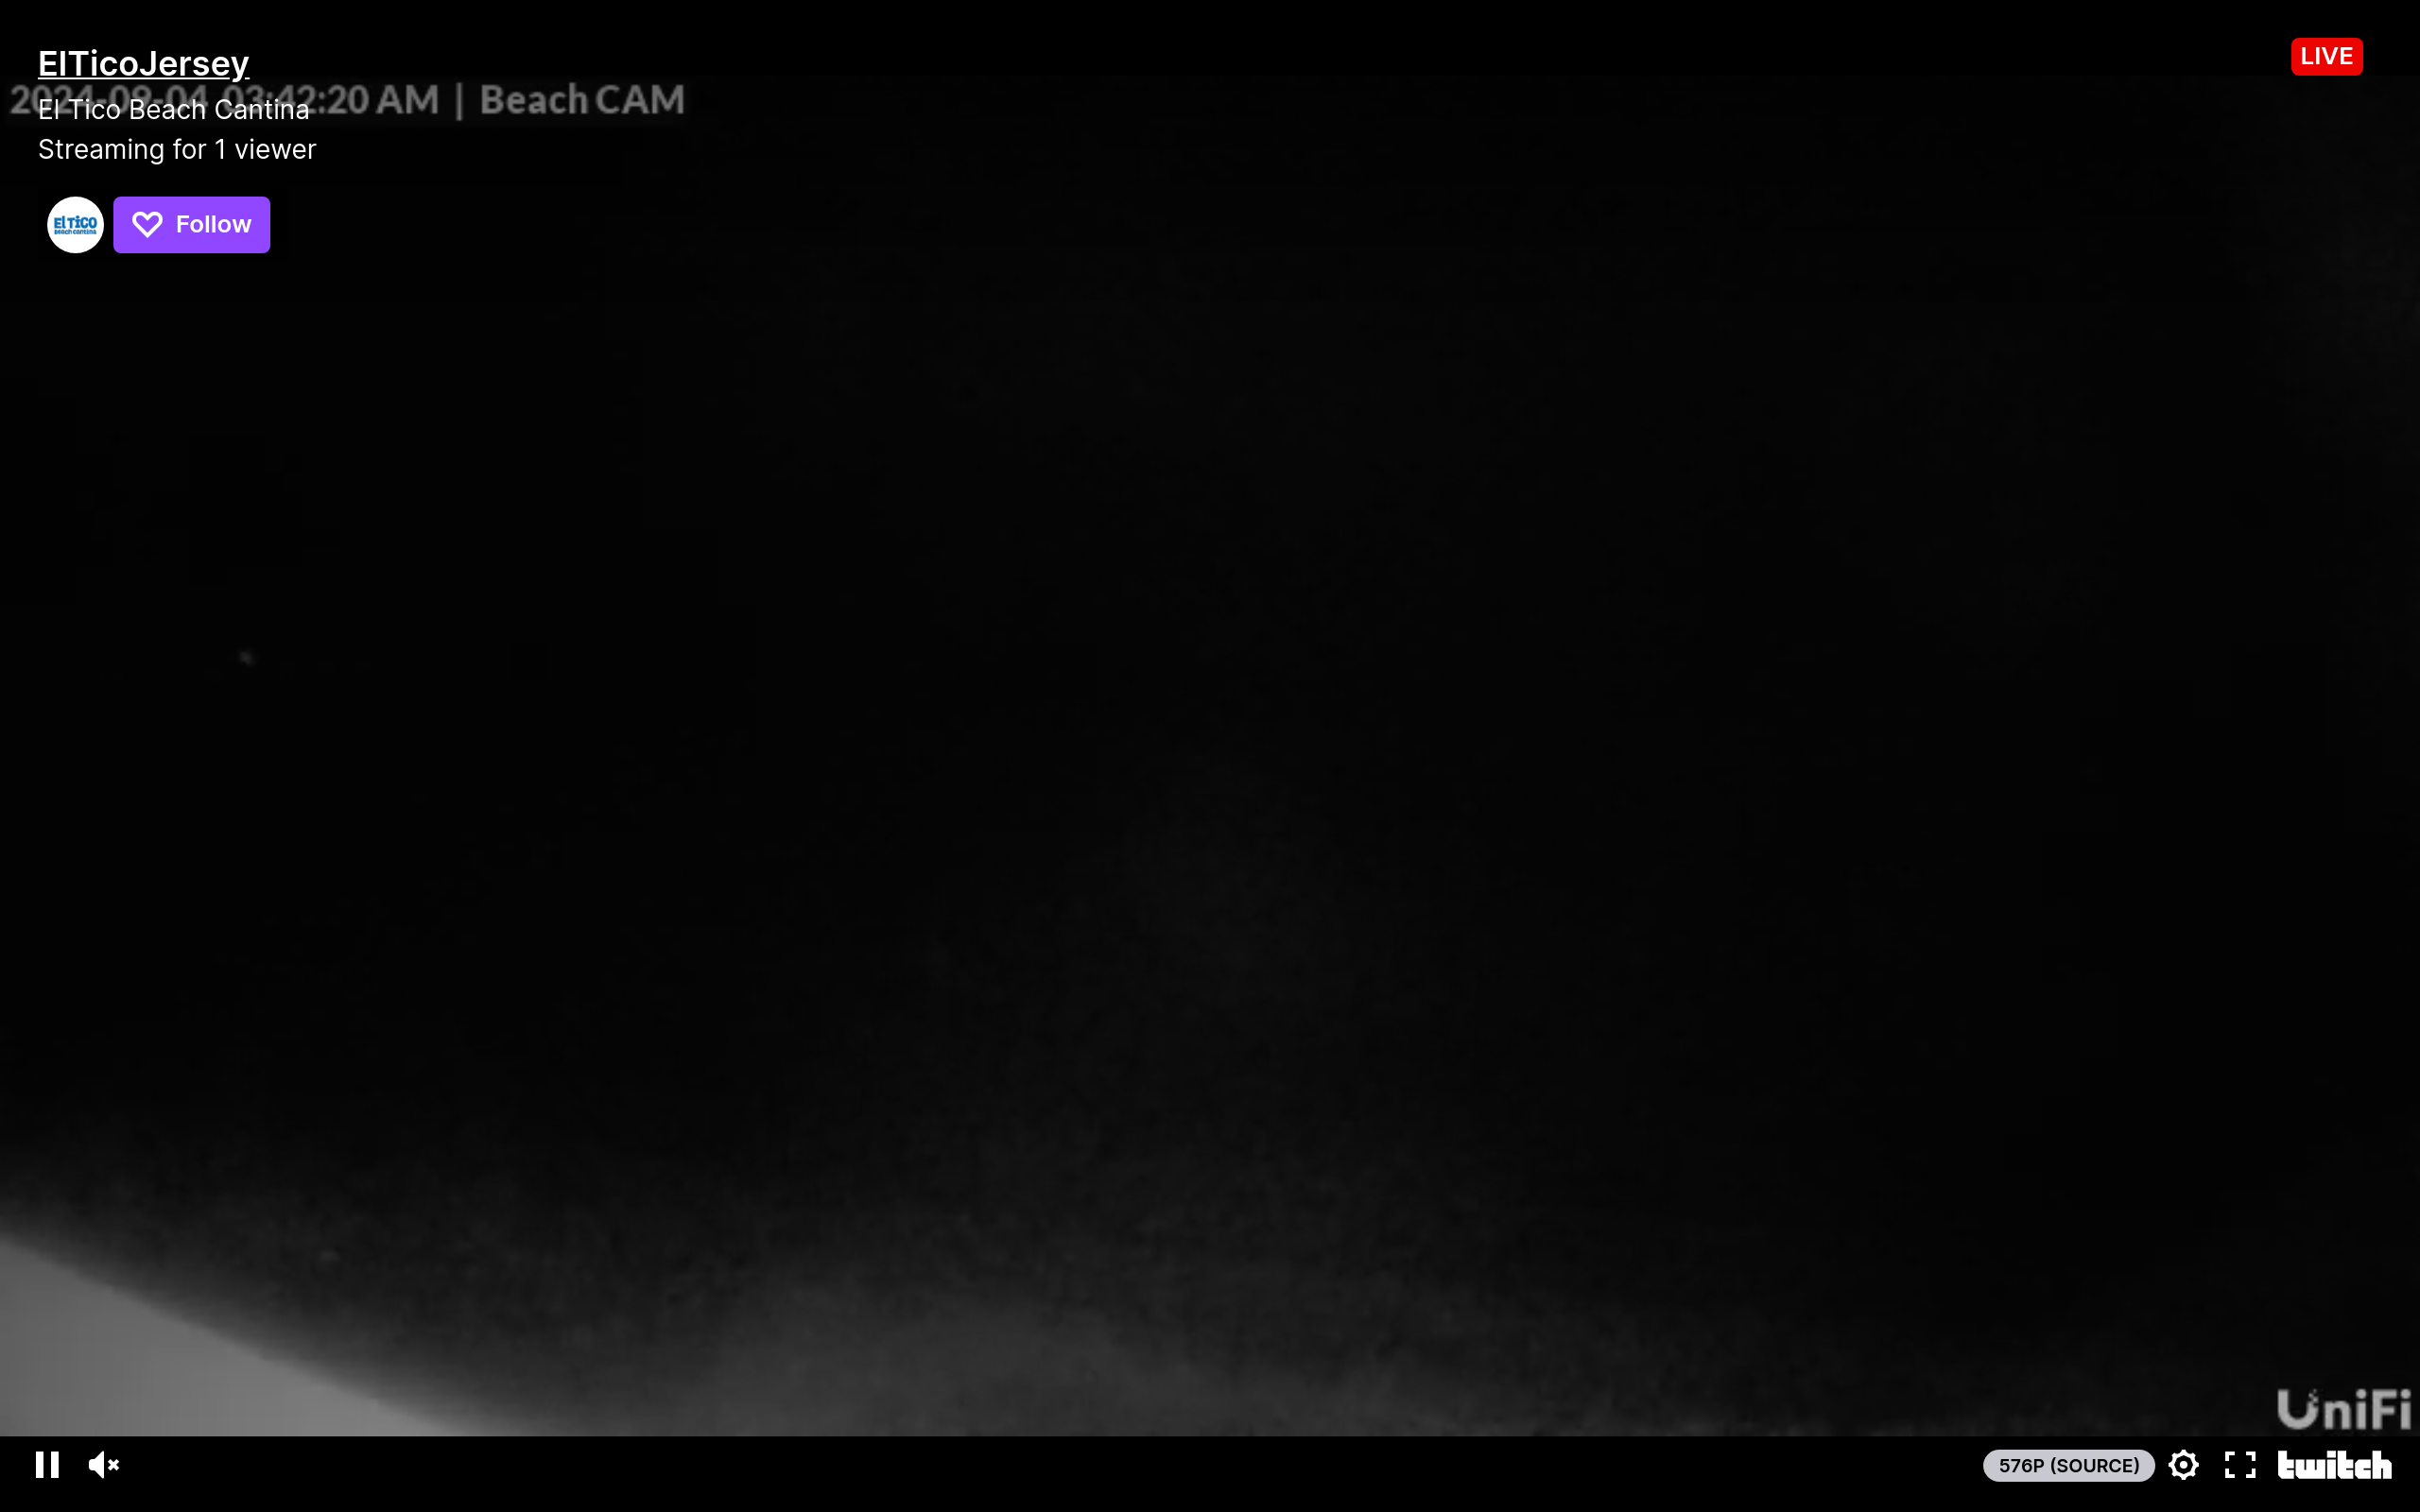 ElTicoJersey
LIVE
2024-09-04 03:42:20 AM | Beach CAM
El Tico Beach Cantina
Streaming for 1 viewer
El TiCO
Beach Cantina
Follow
UniFi
576P (SOURCE)
twitch